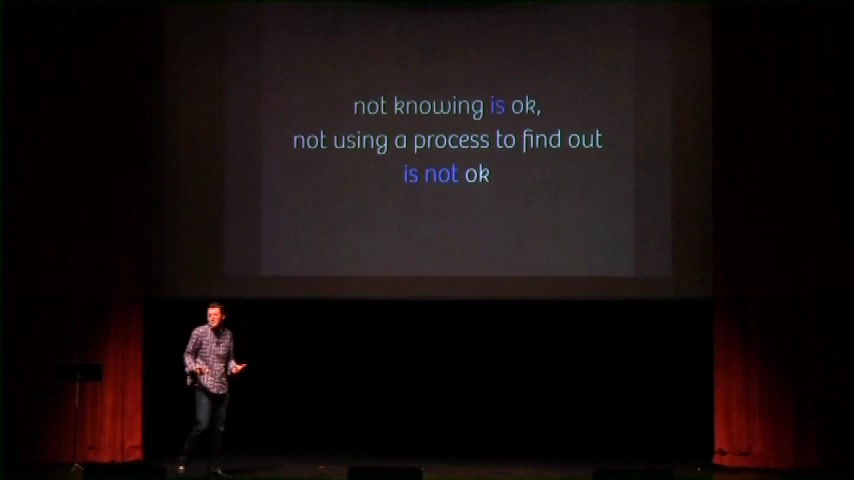 not knowing is ok,
not using a process to find out
is not ok